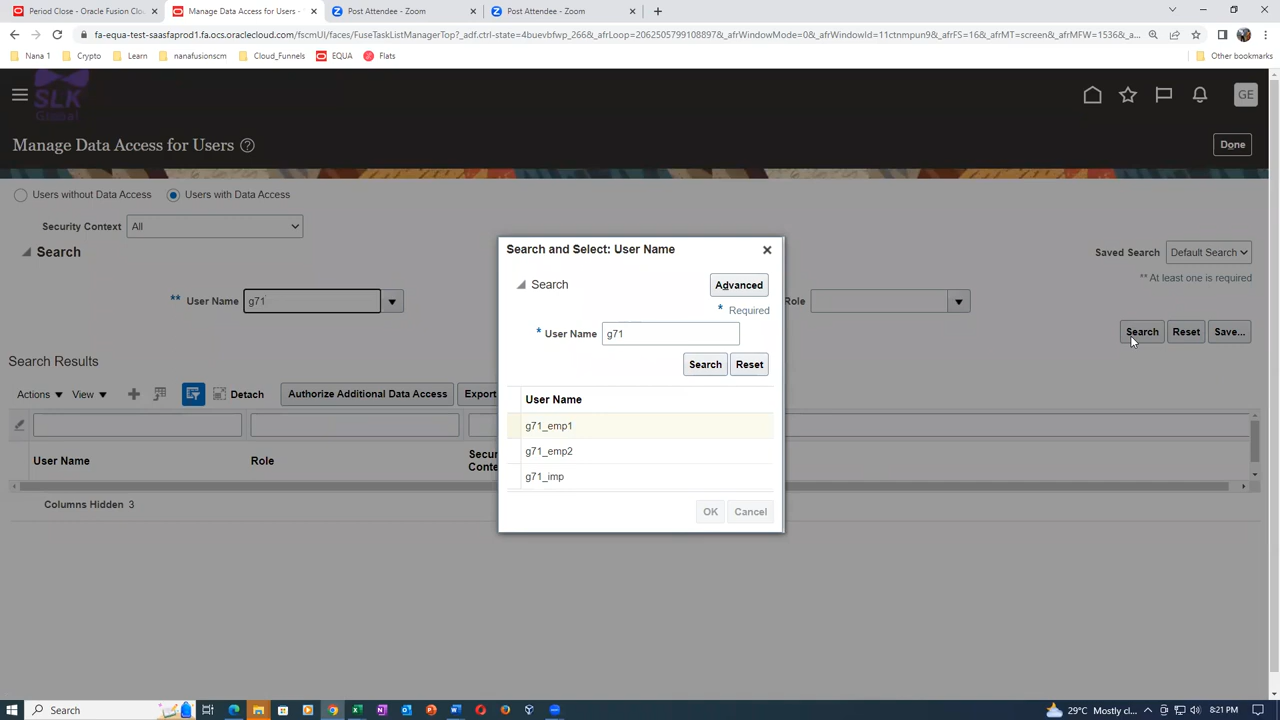 Period Close - Oracle Fusion Clo
Manage Data Access for Users -
Post Attendee - Zoom
Post Attendee - Zoom
fa-equa-test-saasfaprod1.fa.ocs.oraclecloud.com/fscmUI/faces/FuseTaskListManagerTop?_adf.ctrl-state=4buevbfwp_266&_afrLoop=2062505799108897&_afrWindowMode=0&_afrWindowId=11ctnmpun9&_afrFS=16&_afrMT=screen&_afrMFW=1536&_a...
Nana 1
Crypto
Learn
nanafusionscm
Cloud_Funnels
EQUA
Flats
Other bookmarks
SLK
Global
GE
Manage Data Access for Users
Done
Users without Data Access
Users with Data Access
Security Context All
Search
Saved Search Default Search
** At least one is required
** User Name g71
Role
Search Reset Save...
Search Results
Actions View Detach Authorize Additional Data Access Export
User Name
Role
Columns Hidden 3
Search and Select: User Name
Search
Advanced
* Required
* User Name g71
Search Reset
User Name
g71_emp1
g71_emp2
g71_imp
OK Cancel
Search
29°C Mostly cl...
8:21 PM